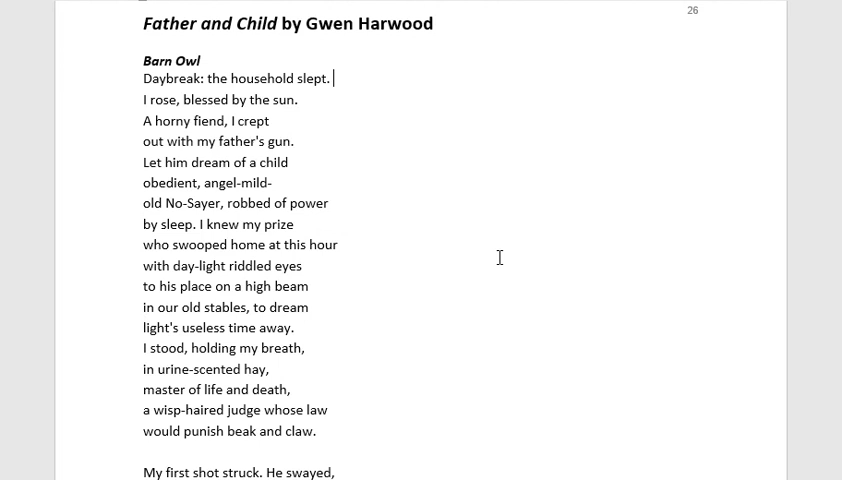 26
Father and Child by Gwen Harwood
Barn Owl
Daybreak: the household slept.
I rose, blessed by the sun.
A horny fiend, I crept
out with my father's gun.
Let him dream of a child
obedient, angel-mild-
old No-Sayer, robbed of power
by sleep. I knew my prize
who swooped home at this hour
with day-light riddled eyes
to his place on a high beam
in our old stables, to dream
light's useless time away.
I stood, holding my breath,
in urine-scented hay,
master of life and death,
a wisp-haired judge whose law
would punish beak and claw.
My first shot struck. He swayed,